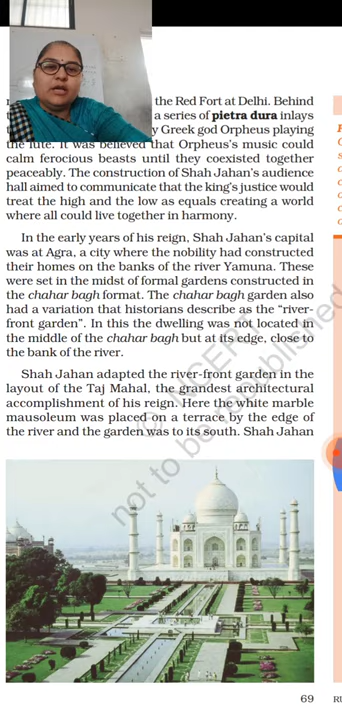 the Red Fort at Delhi. Behind
a series of pietra dura inlays
y Greek god Orpheus playing
the lute. It was believed that Orpheus's music could
calm ferocious beasts until they coexisted together
peaceably. The construction of Shah Jahan's audience
hall aimed to communicate that the king's justice would
treat the high and the low as equals creating a world
where all could live together in harmony.
In the early years of his reign, Shah Jahan's capital
was at Agra, a city where the nobility had constructed
their homes on the banks of the river Yamuna. These
were set in the midst of formal gardens constructed in
the chahar bagh format. The chahar bagh garden also
had a variation that historians describe as the "river-
front garden". In this the dwelling was not located in
the middle of the chahar bagh but at its edge, close to
the bank of the river.
Shah Jahan adapted the river-front garden in the
layout of the Taj Mahal, the grandest architectural
accomplishment of his reign. Here the white marble
mausoleum was placed on a terrace by the edge of
the river and the garden was to its south. Shah Jahan
© NCERT
not to be republished
69
RU